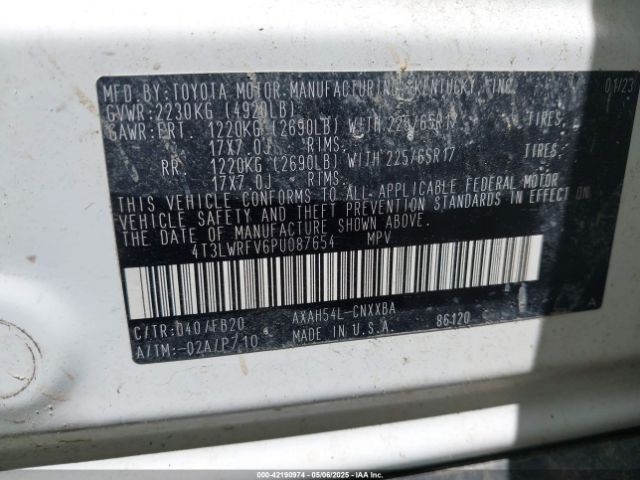 MFD.BY:TOYOTA MOTOR MANUFACTURING, KENTUCKY, INC. 01/23
GVWR:2230KG (4920LB)
GAWR:FRT. 1220KG (2690LB) WITH 225/65R17 TIRES,
17X7.0J RIMS,
RR. 1220KG (2690LB) WITH 225/65R17 TIRES,
17X7.0J RIMS.
THIS VEHICLE CONFORMS TO ALL APPLICABLE FEDERAL MOTOR
VEHICLE SAFETY AND THEFT PREVENTION STANDARDS IN EFFECT ON
THE DATE OF MANUFACTURE SHOWN ABOVE.
4T3LWRFV6PU087654 MPV
C/TR:040/FB20 AXAH54L-CNXXBA A
A/TM:-02A/P710 MADE IN U.S.A. 86120
000-42190974 | 05/06/2025 | IAA Inc.